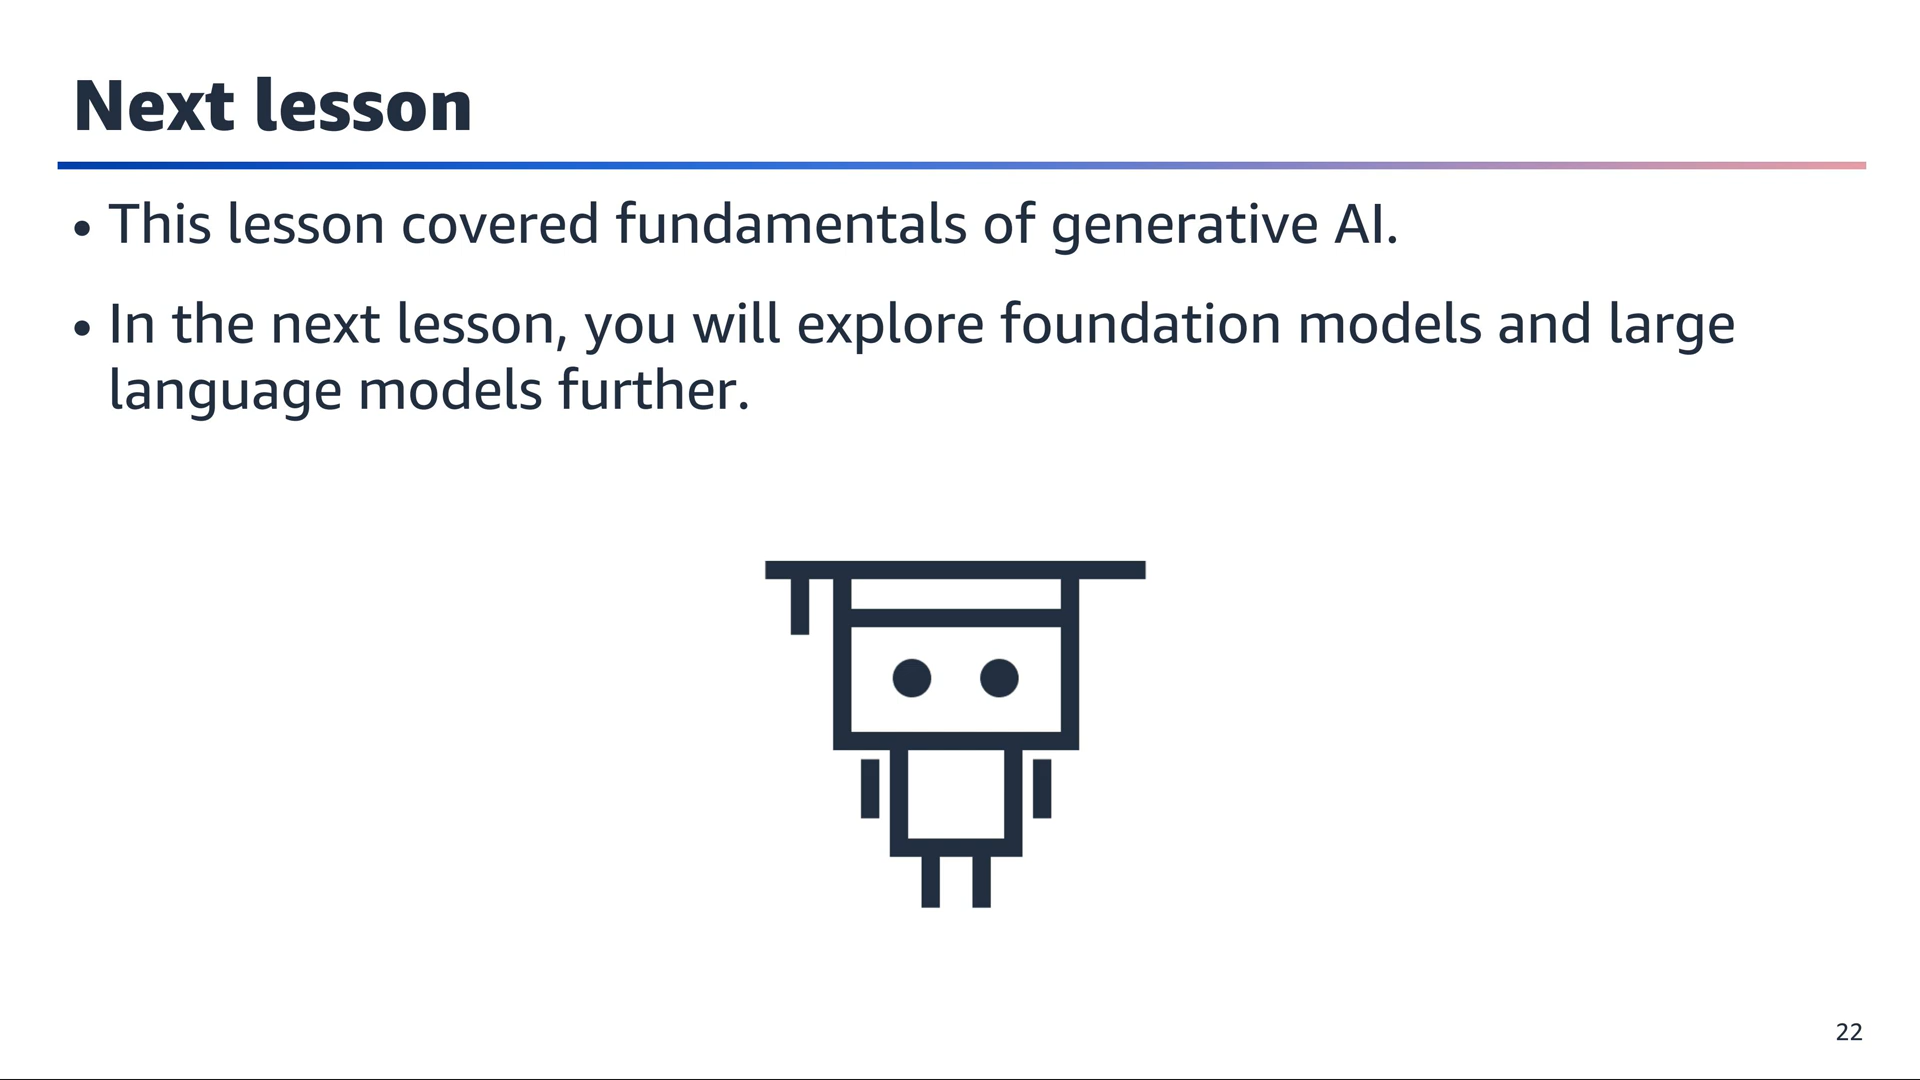 Next lesson
• This lesson covered fundamentals of generative AI.
• In the next lesson, you will explore foundation models and large
language models further.
22